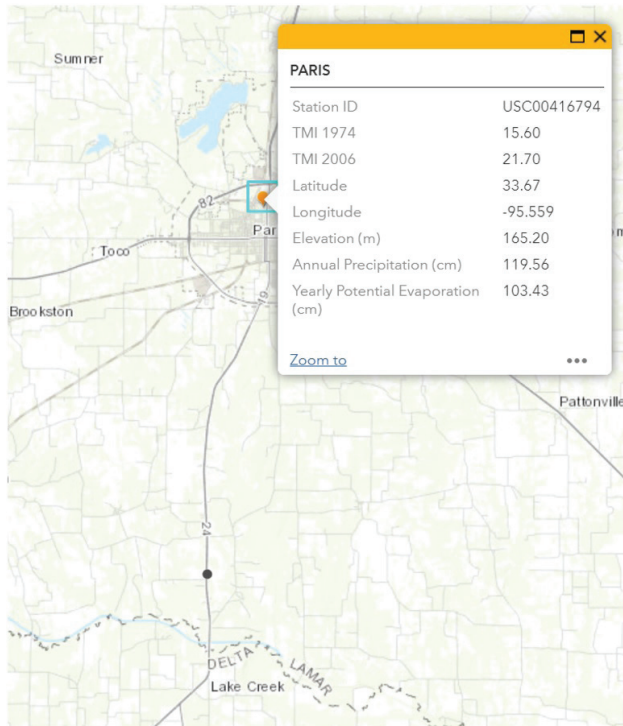 Sumner
PARIS
Station ID USC00416794
TMI 1974 15.60
TMI 2006 21.70
Latitude 33.67
Longitude -95.559
Elevation (m) 165.20
Annual Precipitation (cm) 119.56
Yearly Potential Evaporation 103.43
(cm)
Zoom to
82
Par
Toco
19
Brookston
Pattonville
24
DELTA
LAMAR
Lake Creek